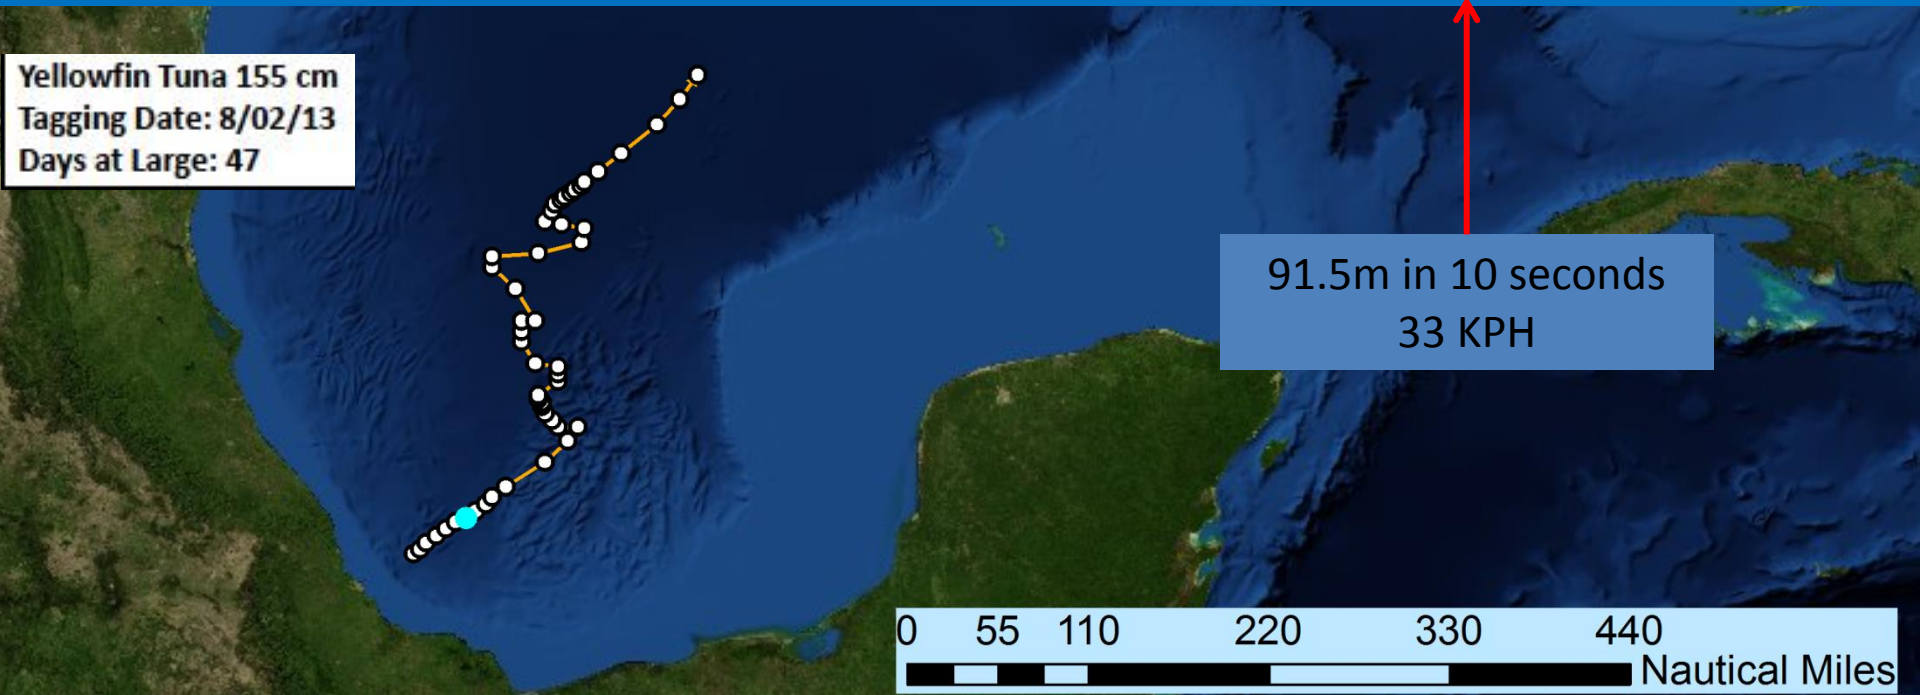 Yellowfin Tuna 155 cm
Tagging Date: 8/02/13
Days at Large: 47
91.5m in 10 seconds
33 KPH
0 55 110 220 330 440
Nautical Miles